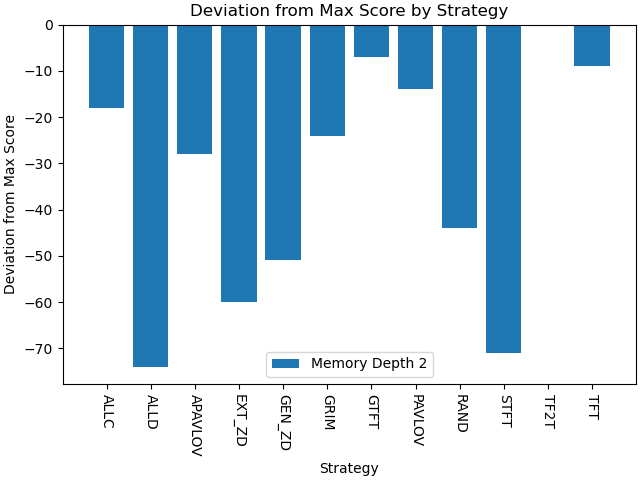 Deviation from Max Score by Strategy
Deviation from Max Score
0
−10
−20
−30
−40
−50
−60
−70
Memory Depth 2
ALLC
ALLD
APAVLOV
EXT_ZD
GEN_ZD
GRIM
GTFT
PAVLOV
RAND
STFT
TF2T
TFT
Strategy